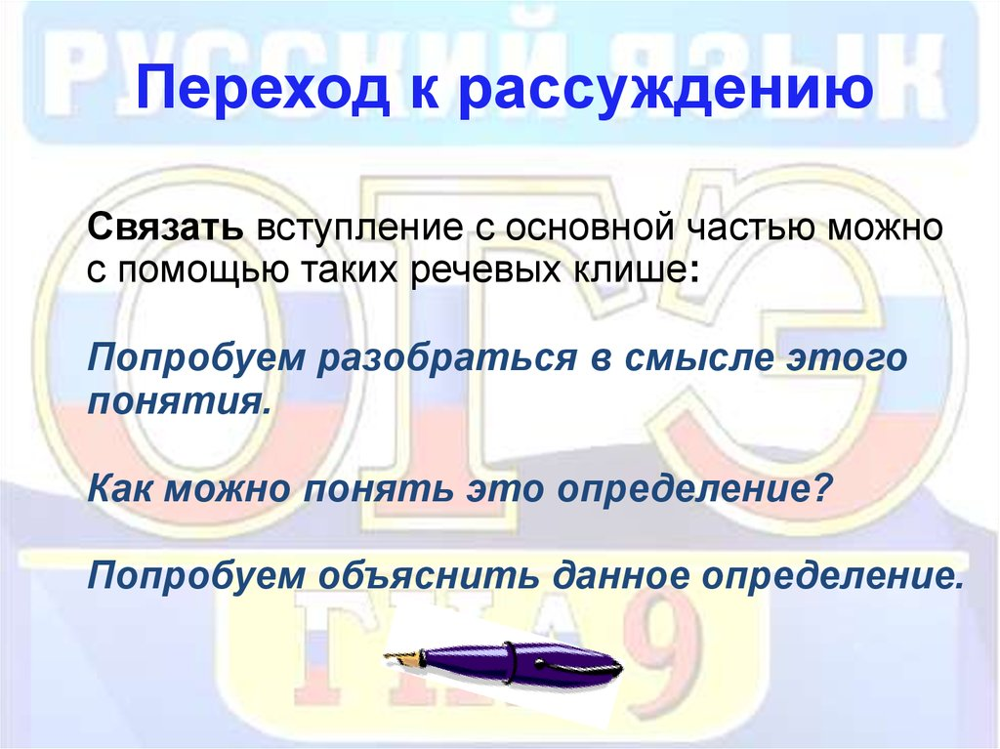 РУССКИЙ ЯЗЫК
Переход к рассуждению
ОГЭ
Связать вступление с основной частью можно
с помощью таких речевых клише:
Попробуем разобраться в смысле этого
понятия.
Как можно понять это определение?
Попробуем объяснить данное определение.
ГИА 9